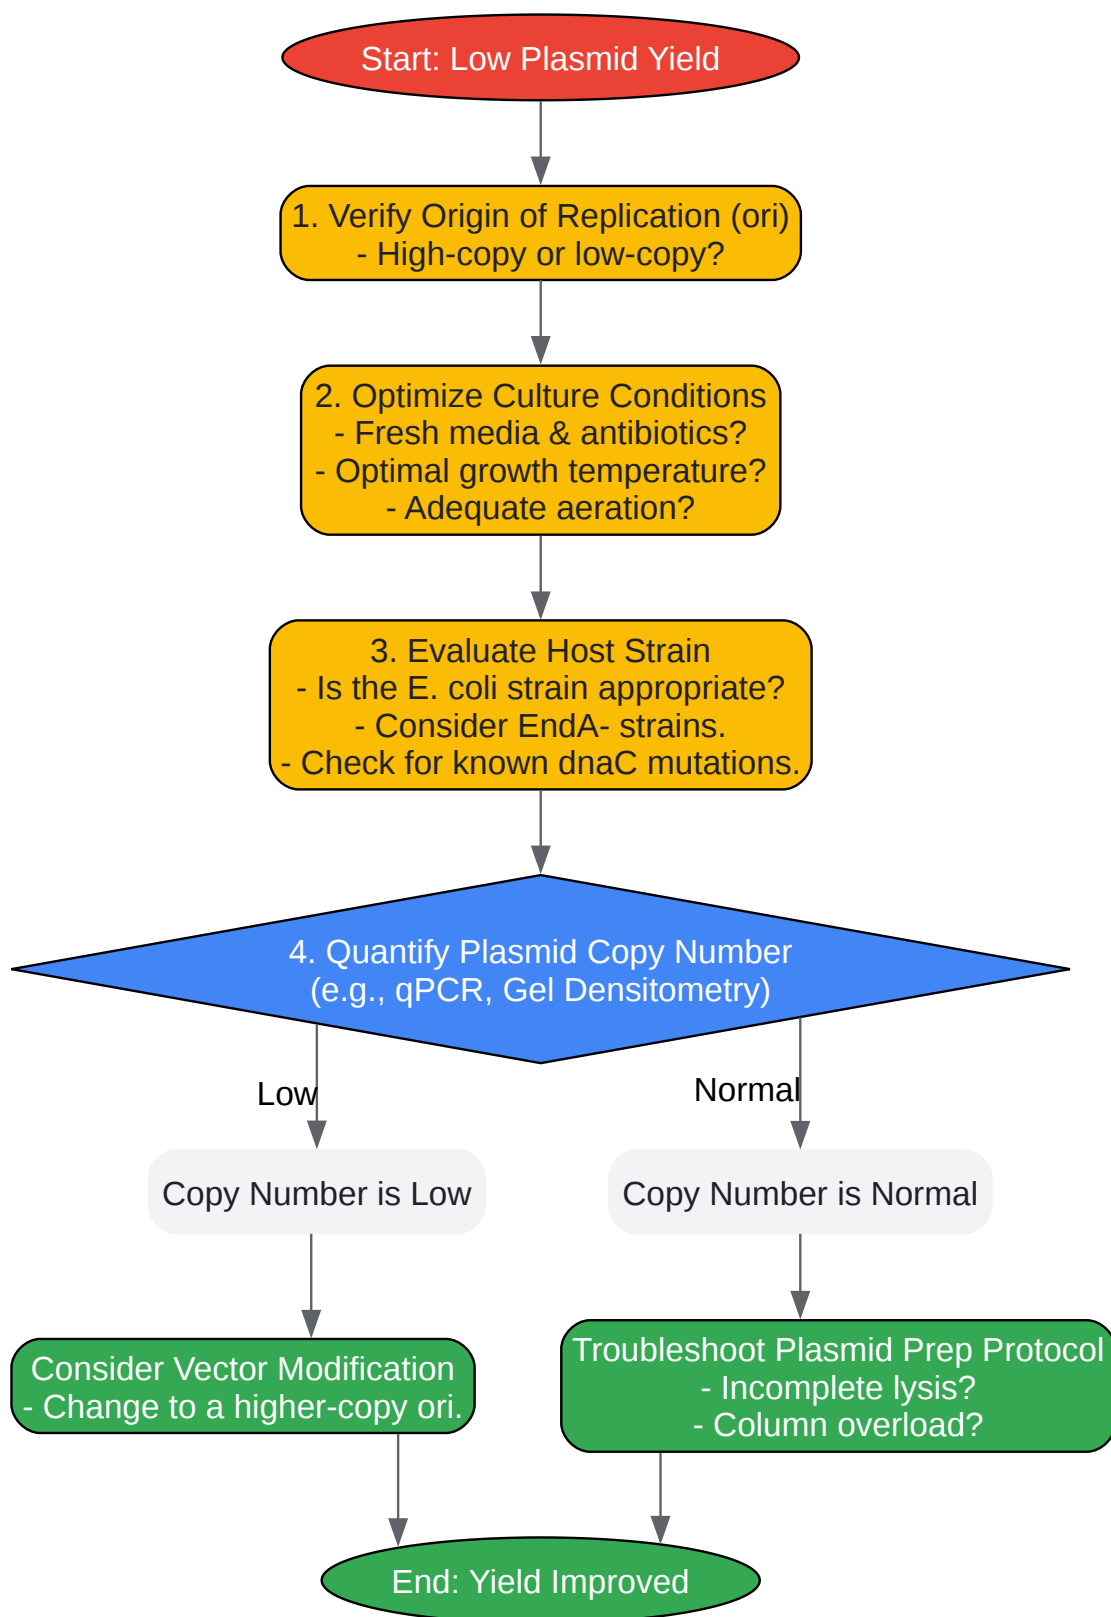 Start: Low Plasmid Yield
1. Verify Origin of Replication (ori)
- High-copy or low-copy?
2. Optimize Culture Conditions
- Fresh media & antibiotics?
- Optimal growth temperature?
- Adequate aeration?
3. Evaluate Host Strain
- Is the E. coli strain appropriate?
- Consider EndA- strains.
- Check for known dnaC mutations.
4. Quantify Plasmid Copy Number
(e.g., qPCR, Gel Densitometry)
Low
Normal
Copy Number is Low
Copy Number is Normal
Consider Vector Modification
- Change to a higher-copy ori.
Troubleshoot Plasmid Prep Protocol
- Incomplete lysis?
- Column overload?
End: Yield Improved